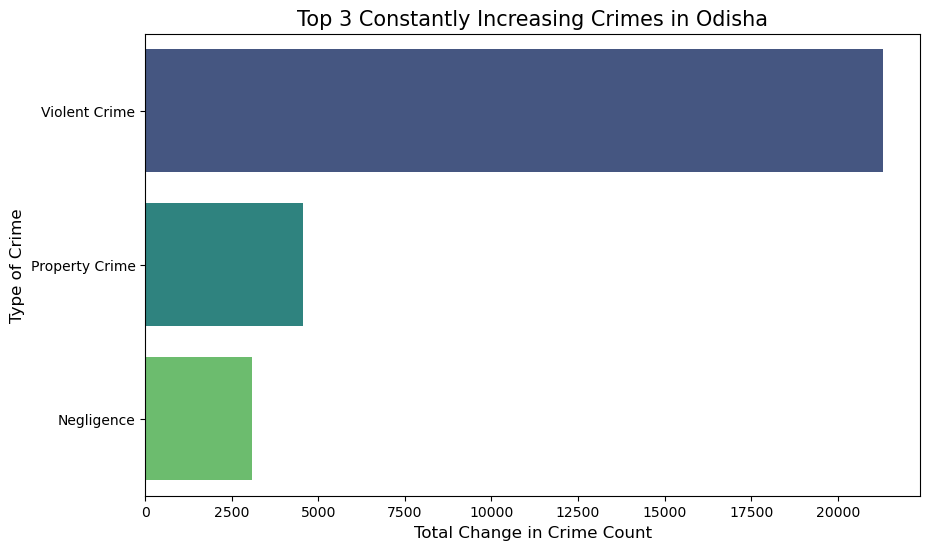 Top 3 Constantly Increasing Crimes in Odisha
Type of Crime
Violent Crime
Property Crime
Negligence
0 2500 5000 7500 10000 12500 15000 17500 20000
Total Change in Crime Count